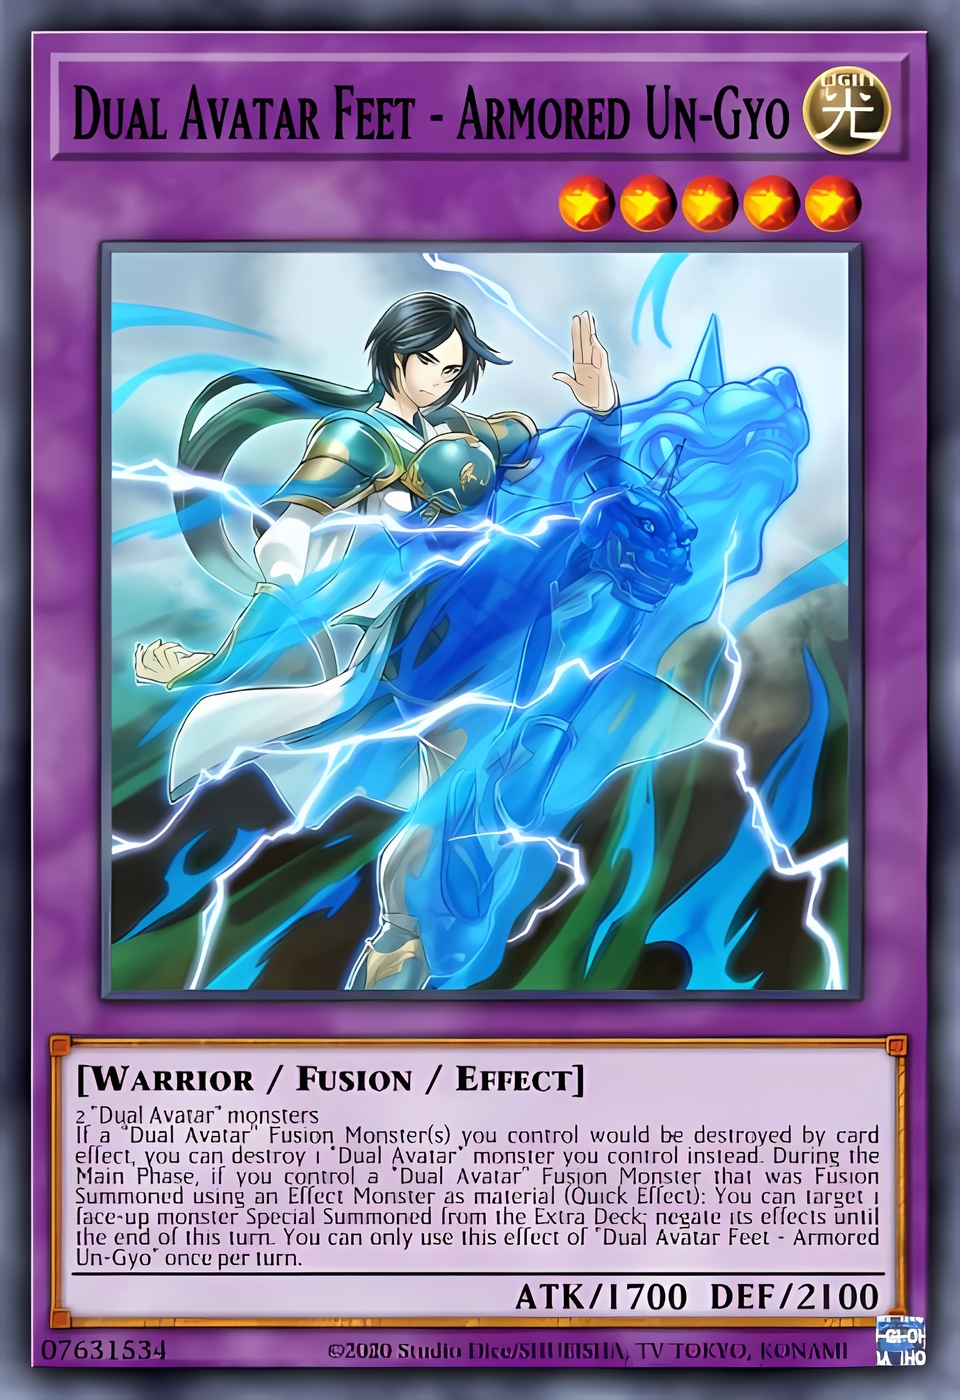 Dual Avatar Feet - Armored Un-Gyo
光
[Warrior / Fusion / Effect]
2 "Dual Avatar" monsters
If a "Dual Avatar" Fusion Monster(s) you control would be destroyed by card
effect, you can destroy 1 "Dual Avatar" monster you control instead. During the
Main Phase, if you control a "Dual Avatar" Fusion Monster that was Fusion
Summoned using an Effect Monster as material (Quick Effect): You can target 1
face-up monster Special Summoned from the Extra Deck; negate its effects until
the end of this turn. You can only use this effect of "Dual Avatar Feet - Armored
Un-Gyo" once per turn.
ATK/1700 DEF/2100
07631534
©2020 Studio Dice/SHUEISHA, TV TOKYO, KONAMI